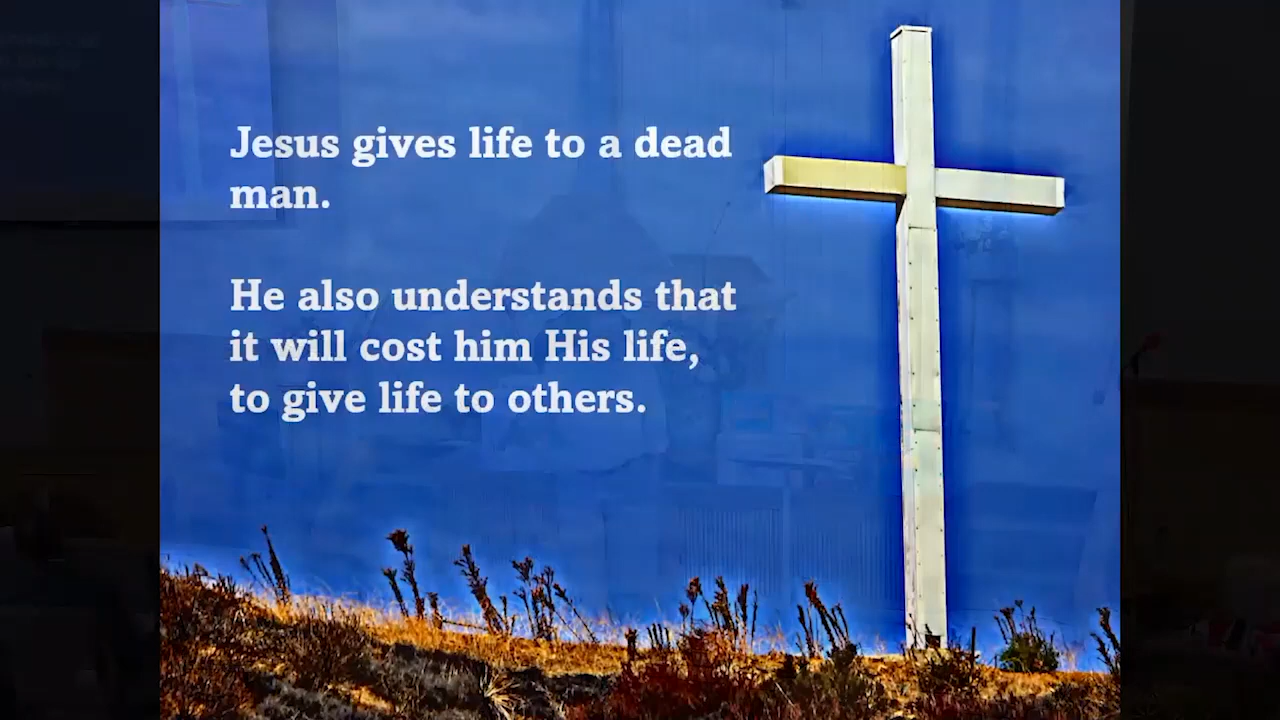 Jesus gives life to a dead
man.
He also understands that
it will cost him His life,
to give life to others.